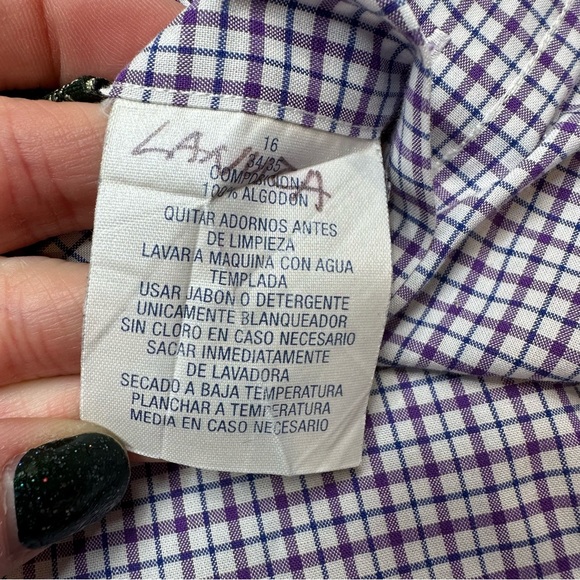 16
34/35
COMPOSICION:
100% ALGODON
QUITAR ADORNOS ANTES
DE LIMPIEZA
LAVAR A MAQUINA CON AGUA
TEMPLADA
USAR JABON O DETERGENTE
UNICAMENTE BLANQUEADOR
SIN CLORO EN CASO NECESARIO
SACAR INMEDIATAMENTE
DE LAVADORA
SECADO A BAJA TEMPERATURA
PLANCHAR A TEMPERATURA
MEDIA EN CASO NECESARIO